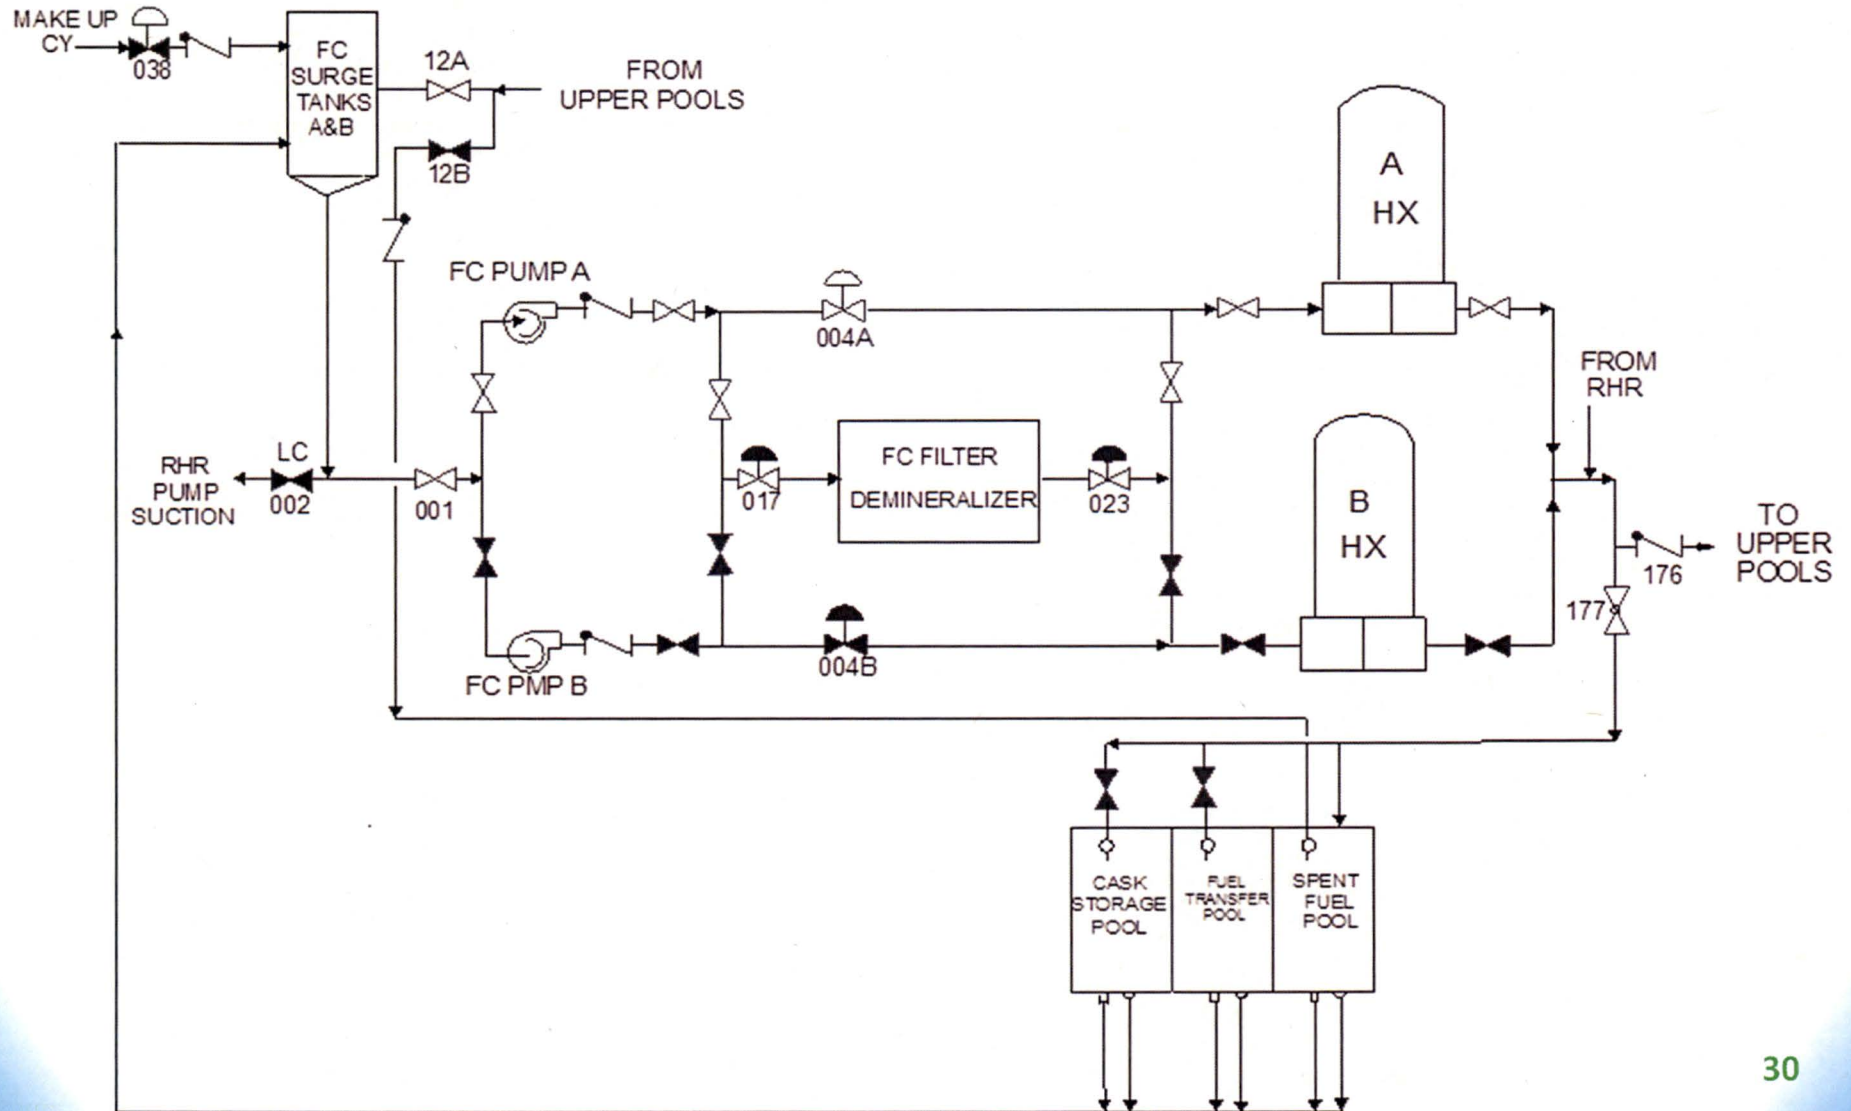 MAKE UP
CY
038
FC
SURGE
TANKS
A&B
12A
FROM
UPPER POOLS
12B
A
HX
FC PUMP A
004A
FROM
RHR
LC
RHR
PUMP
SUCTION
002
001
017
FC FILTER
DEMINERALIZER
023
B
HX
TO
UPPER
POOLS
176
177
FC PMP B
004B
CASK
STORAGE
POOL
FUEL
TRANSFER
POOL
SPENT
FUEL
POOL
30